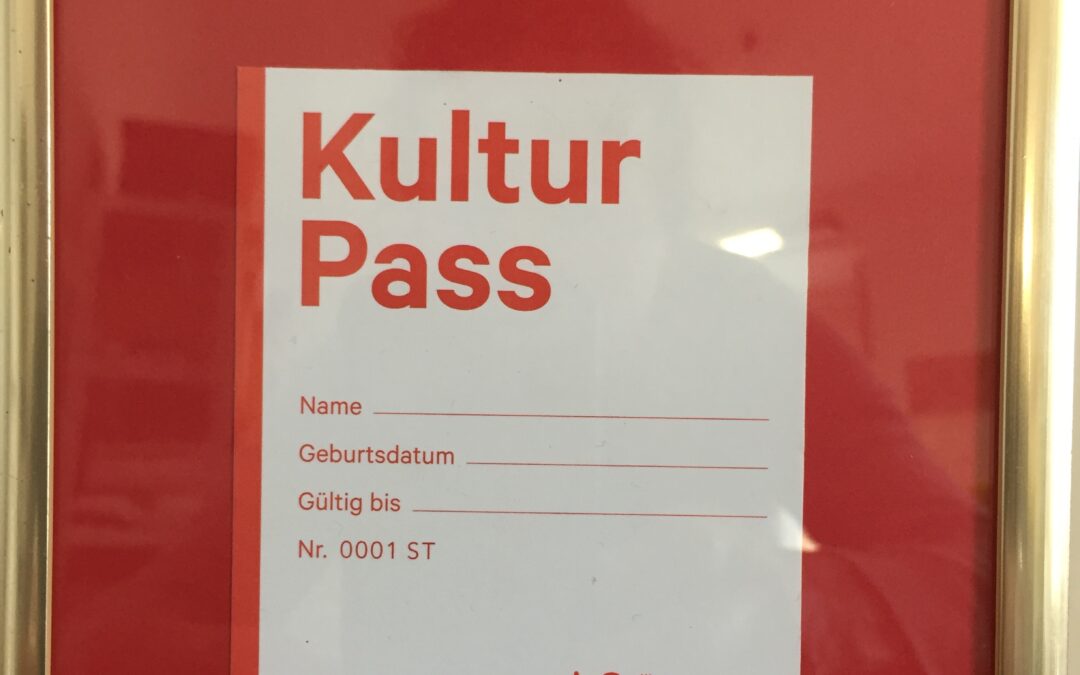 Kultur
Pass
Name
Geburtsdatum
Gültig bis
Nr. 0001 ST